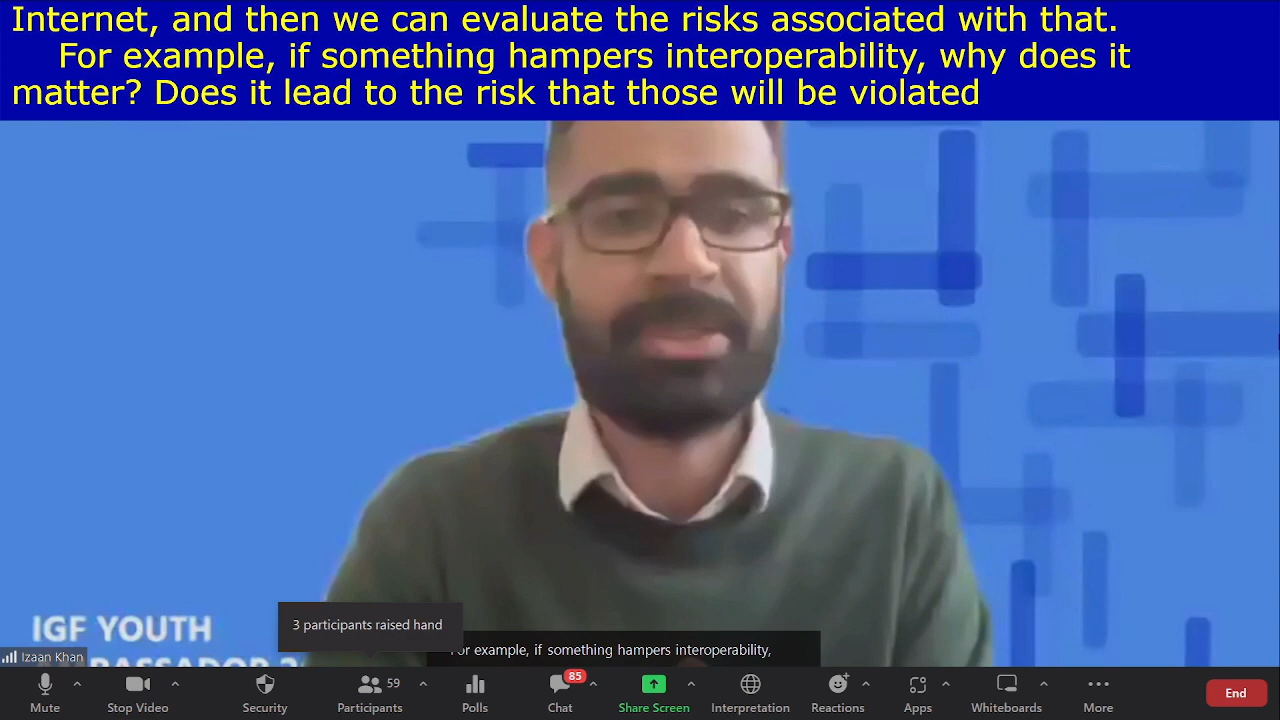 Internet, and then we can evaluate the risks associated with that.
For example, if something hampers interoperability, why does it
matter? Does it lead to the risk that those will be violated
IGF YOUTH
3 participants raised hand
For example, if something hampers interoperability,
Izaan Khan
59
85
Mute
Stop Video
Security
Participants
Polls
Chat
Share Screen
Interpretation
Reactions
Apps
Whiteboards
More
End